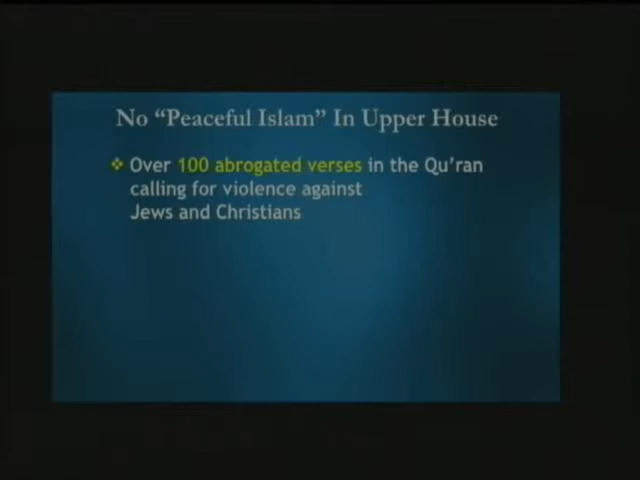 No “Peaceful Islam” In Upper House
❖ Over 100 abrogated verses in the Qu’ran
calling for violence against
Jews and Christians